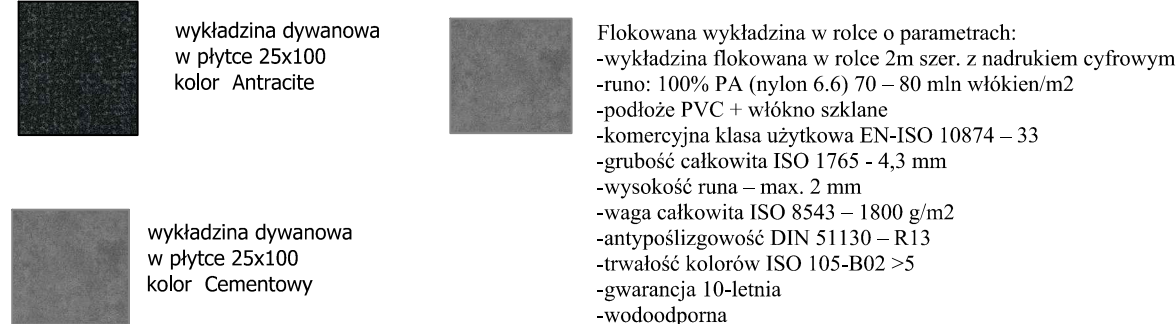 wykładzina dywanowa
w płytce 25x100
kolor Antracite
wykładzina dywanowa
w płytce 25x100
kolor Cementowy
Flokowana wykładzina w rolce o parametrach:
-wykładzina flokowana w rolce 2m szer. z nadrukiem cyfrowym
-runo: 100% PA (nylon 6.6) 70 – 80 mln włókien/m2
-podłoże PVC + włókno szklane
-komercyjna klasa użytkowa EN-ISO 10874 – 33
-grubość całkowita ISO 1765 - 4,3 mm
-wysokość runa – max. 2 mm
-waga całkowita ISO 8543 – 1800 g/m2
-antypoślizgowość DIN 51130 – R13
-trwałość kolorów ISO 105-B02 >5
-gwarancja 10-letnia
-wodoodporna